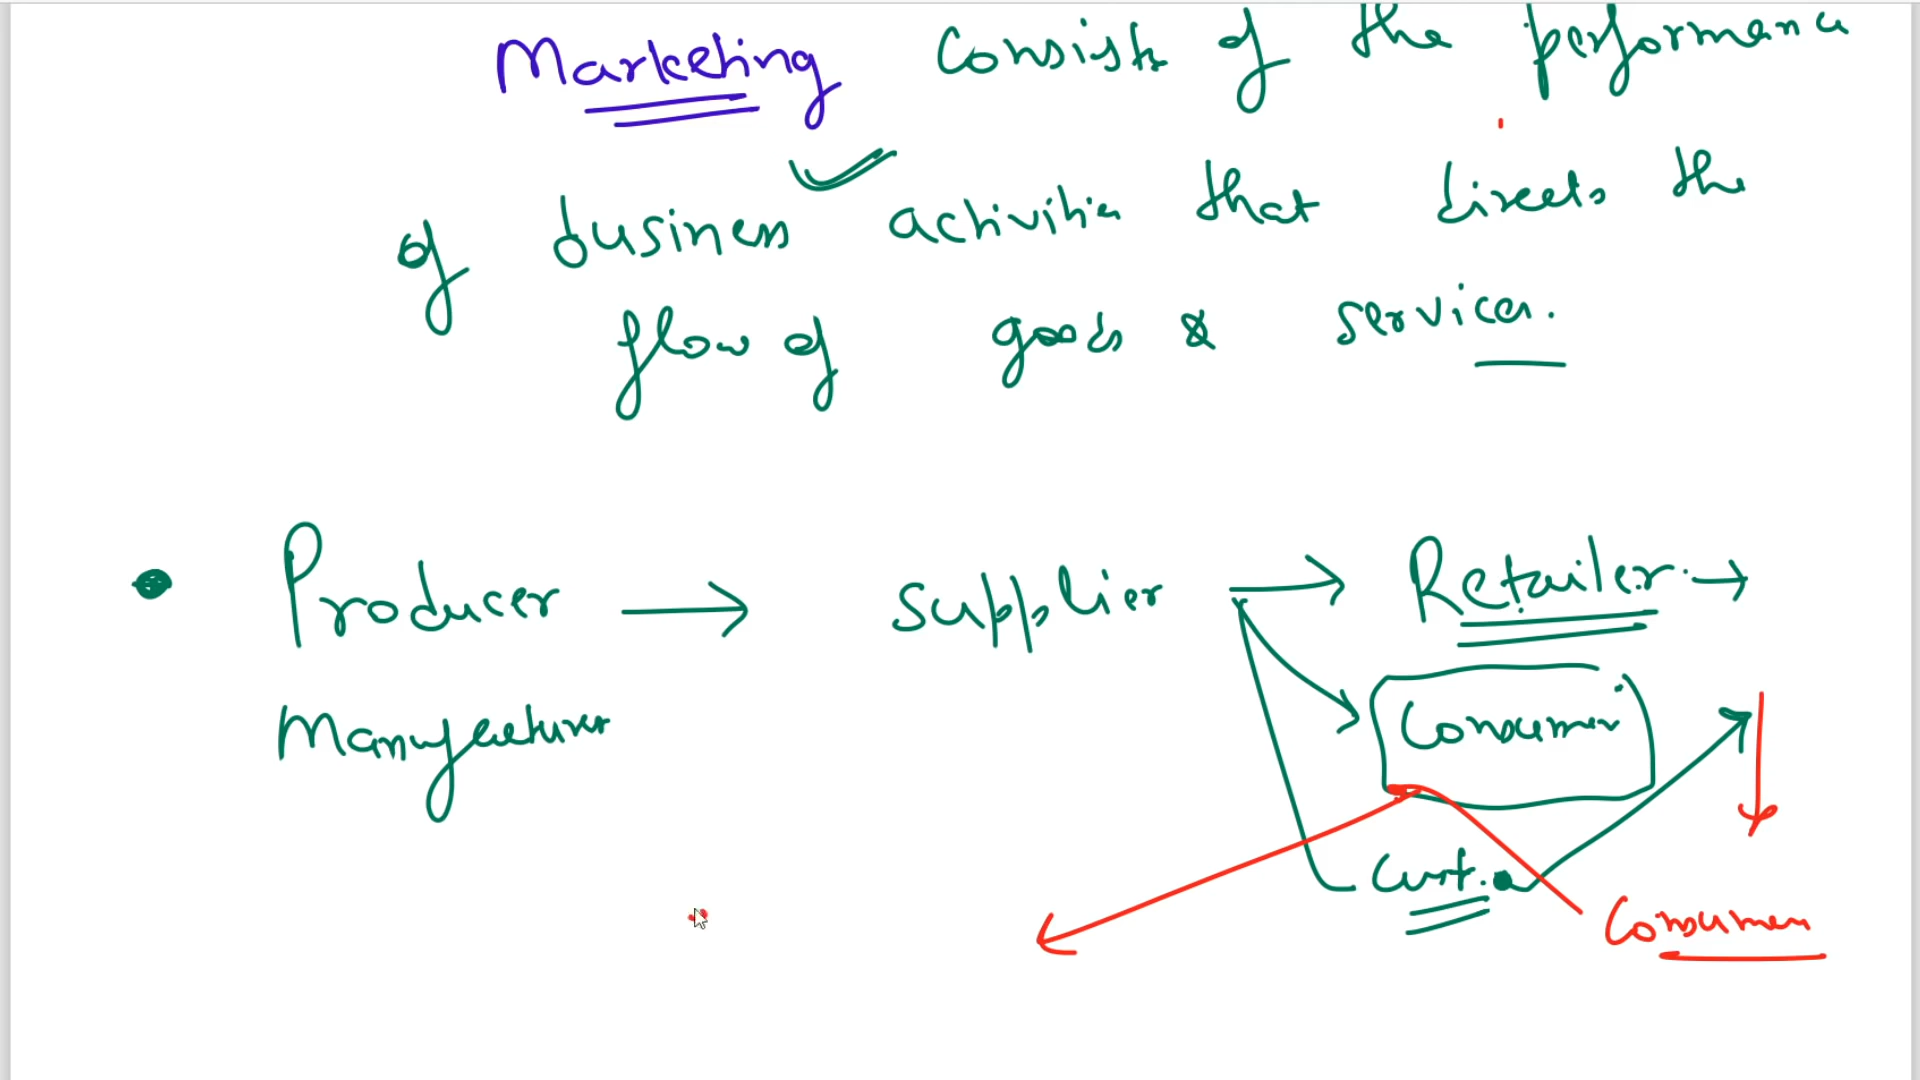 Marketing Consists of the performance
of business activities that directs the
flow of goods & services.
Producer → Supplier → Retailer →
Manufacturer
Consumer
Cust.
Consumer